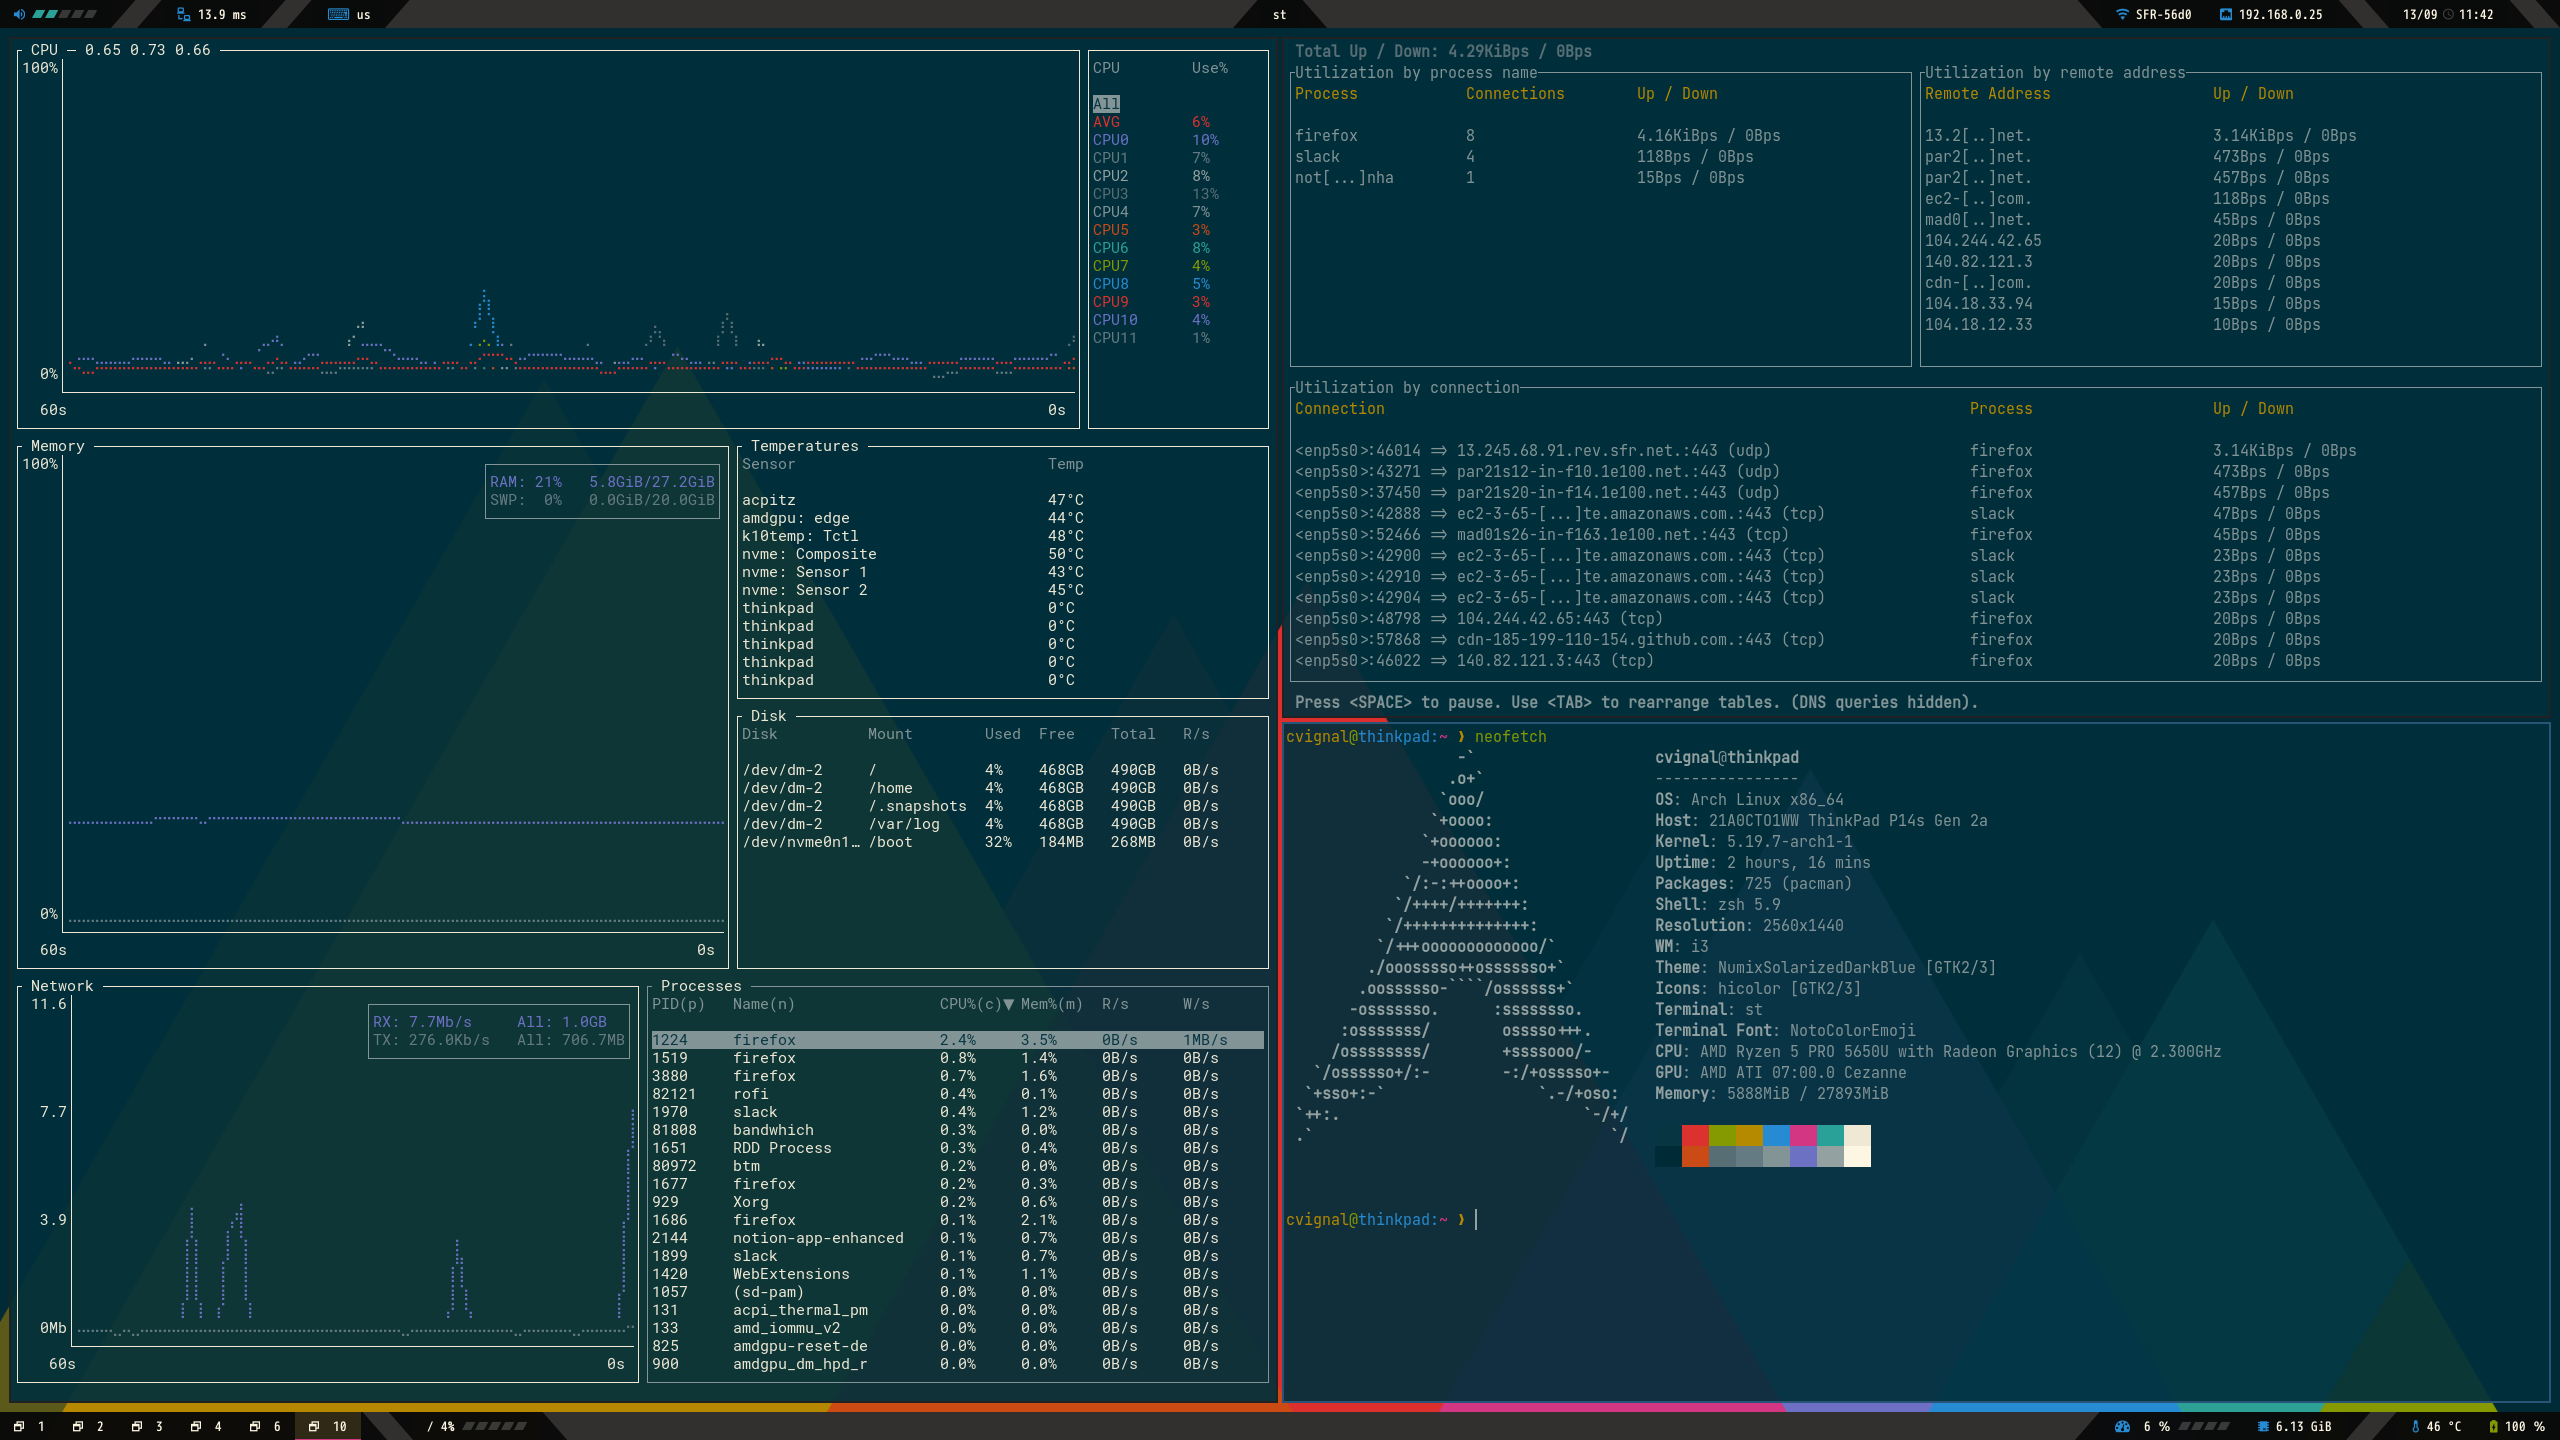 13.9 ms us st SFR-56d0 192.168.0.25 13/09 11:42
CPU — 0.65 0.73 0.66
100%
0%
60s 0s
CPU Use%
All
AVG 6%
CPU0 10%
CPU1 7%
CPU2 8%
CPU3 13%
CPU4 7%
CPU5 3%
CPU6 8%
CPU7 4%
CPU8 5%
CPU9 3%
CPU10 4%
CPU11 1%
Memory
100%
RAM: 21% 5.8GiB/27.2GiB
SWP: 0% 0.0GiB/20.0GiB
0%
60s 0s
Temperatures
Sensor Temp
acpitz 47°C
amdgpu: edge 44°C
k10temp: Tctl 48°C
nvme: Composite 50°C
nvme: Sensor 1 43°C
nvme: Sensor 2 45°C
thinkpad 0°C
thinkpad 0°C
thinkpad 0°C
thinkpad 0°C
thinkpad 0°C
Disk
Disk Mount Used Free Total R/s
/dev/dm-2 / 4% 468GB 490GB 0B/s
/dev/dm-2 /home 4% 468GB 490GB 0B/s
/dev/dm-2 /.snapshots 4% 468GB 490GB 0B/s
/dev/dm-2 /var/log 4% 468GB 490GB 0B/s
/dev/nvme0n1… /boot 32% 184MB 268MB 0B/s
Network
11.6
RX: 7.7Mb/s All: 1.0GB
TX: 276.0Kb/s All: 706.7MB
7.7
3.9
0Mb
60s 0s
Processes
PID(p) Name(n) CPU%(c)▼ Mem%(m) R/s W/s
1224 firefox 2.4% 3.5% 0B/s 1MB/s
1519 firefox 0.8% 1.4% 0B/s 0B/s
3880 firefox 0.7% 1.6% 0B/s 0B/s
82121 rofi 0.4% 0.1% 0B/s 0B/s
1970 slack 0.4% 1.2% 0B/s 0B/s
81808 bandwhich 0.3% 0.0% 0B/s 0B/s
1651 RDD Process 0.3% 0.4% 0B/s 0B/s
80972 btm 0.2% 0.0% 0B/s 0B/s
1677 firefox 0.2% 0.3% 0B/s 0B/s
929 Xorg 0.2% 0.6% 0B/s 0B/s
1686 firefox 0.1% 2.1% 0B/s 0B/s
2144 notion-app-enhanced 0.1% 0.7% 0B/s 0B/s
1899 slack 0.1% 0.7% 0B/s 0B/s
1420 WebExtensions 0.1% 1.1% 0B/s 0B/s
1057 (sd-pam) 0.0% 0.0% 0B/s 0B/s
131 acpi_thermal_pm 0.0% 0.0% 0B/s 0B/s
133 amd_iommu_v2 0.0% 0.0% 0B/s 0B/s
825 amdgpu-reset-de 0.0% 0.0% 0B/s 0B/s
900 amdgpu_dm_hpd_r 0.0% 0.0% 0B/s 0B/s
Total Up / Down: 4.29KiBps / 0Bps
Utilization by process name
Process Connections Up / Down
firefox 8 4.16KiBps / 0Bps
slack 4 118Bps / 0Bps
not[...]nha 1 15Bps / 0Bps
Utilization by remote address
Remote Address Up / Down
13.2[..]net. 3.14KiBps / 0Bps
par2[..]net. 473Bps / 0Bps
par2[..]net. 457Bps / 0Bps
ec2-[..]com. 118Bps / 0Bps
mad0[..]net. 45Bps / 0Bps
104.244.42.65 20Bps / 0Bps
140.82.121.3 20Bps / 0Bps
cdn-[..]com. 20Bps / 0Bps
104.18.33.94 15Bps / 0Bps
104.18.12.33 10Bps / 0Bps
Utilization by connection
Connection Process Up / Down
<enp5s0>:46014 => 13.245.68.91.rev.sfr.net.:443 (udp) firefox 3.14KiBps / 0Bps
<enp5s0>:43271 => par21s12-in-f10.1e100.net.:443 (udp) firefox 473Bps / 0Bps
<enp5s0>:37450 => par21s20-in-f14.1e100.net.:443 (udp) firefox 457Bps / 0Bps
<enp5s0>:42888 => ec2-3-65-[...]te.amazonaws.com.:443 (tcp) slack 47Bps / 0Bps
<enp5s0>:52466 => mad01s26-in-f163.1e100.net.:443 (tcp) firefox 45Bps / 0Bps
<enp5s0>:42900 => ec2-3-65-[...]te.amazonaws.com.:443 (tcp) slack 23Bps / 0Bps
<enp5s0>:42910 => ec2-3-65-[...]te.amazonaws.com.:443 (tcp) slack 23Bps / 0Bps
<enp5s0>:42904 => ec2-3-65-[...]te.amazonaws.com.:443 (tcp) slack 23Bps / 0Bps
<enp5s0>:48798 => 104.244.42.65:443 (tcp) firefox 20Bps / 0Bps
<enp5s0>:57868 => cdn-185-199-110-154.github.com.:443 (tcp) firefox 20Bps / 0Bps
<enp5s0>:46022 => 140.82.121.3:443 (tcp) firefox 20Bps / 0Bps
Press <SPACE> to pause. Use <TAB> to rearrange tables. (DNS queries hidden).
cvignal@thinkpad:~ ❯ neofetch
-` cvignal@thinkpad
.o+` ----------------
`ooo/ OS: Arch Linux x86_64
`+oooo: Host: 21A0CTO1WW ThinkPad P14s Gen 2a
`+oooooo: Kernel: 5.19.7-arch1-1
-+oooooo+: Uptime: 2 hours, 16 mins
`/:-:++oooo+: Packages: 725 (pacman)
`/++++/+++++++: Shell: zsh 5.9
`/++++++++++++++: Resolution: 2560x1440
`/+++ooooooooooooo/` WM: i3
./ooosssso++osssssso+` Theme: NumixSolarizedDarkBlue [GTK2/3]
.oossssso-````/ossssss+` Icons: hicolor [GTK2/3]
-osssssso. :ssssssso. Terminal: st
:osssssss/ osssso+++. Terminal Font: NotoColorEmoji
/ossssssss/ +ssssooo/- CPU: AMD Ryzen 5 PRO 5650U with Radeon Graphics (12) @ 2.300GHz
`/ossssso+/:- -:/+osssso+- GPU: AMD ATI 07:00.0 Cezanne
`+sso+:-` `.-/+oso: Memory: 5888MiB / 27893MiB
`++:. `-/+/
.` `/
cvignal@thinkpad:~ ❯
1 2 3 4 6 10 / 4% 6 % 6.13 GiB 46 °C 100 %